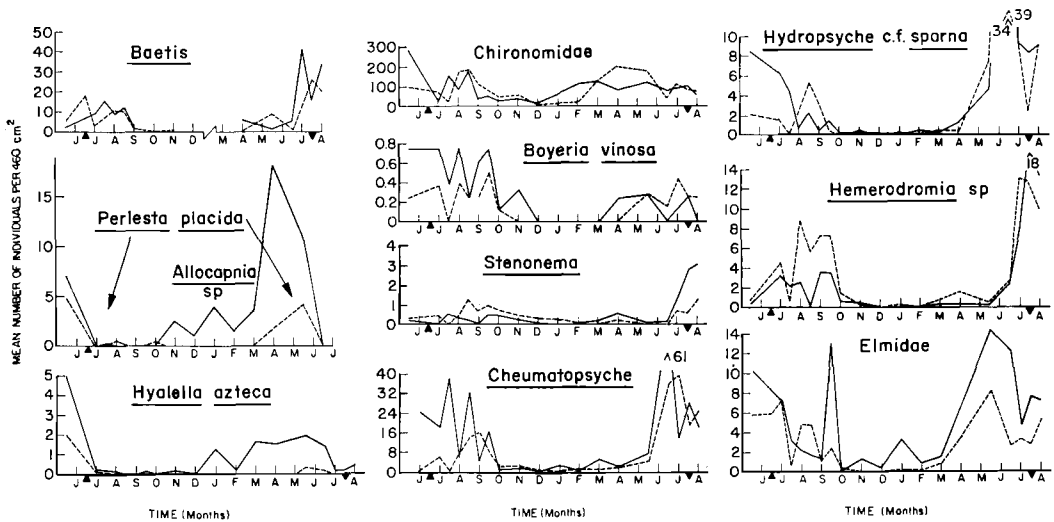 MEAN NUMBER OF INDIVIDUALS PER 460 cm²
Baetis
50
40
30
20
10
0
J J A S O N D M A M J J A
Perlesta placida
Allocapnia
sp
15
10
5
0
J J A S O N D J F M A M J J
Hyalella azteca
5
4
3
2
1
0
J J A S O N D J F M A M J J A
TIME (Months)
Chironomidae
300
200
100
0
J J A S O N D J F M A M J J A
Boyeria vinosa
0.8
0.6
0.4
0.2
0
J J A S O N D J F M A M J J A
Stenonema
4
3
2
1
0
J J A S O N D J F M A M J J A
Cheumatopsyche
^61
40
32
24
16
8
0
J J A S O N D J F M A M J J A
TIME (Months)
Hydropsyche c.f. sparna
39
34
10
8
6
4
2
0
J J A S O N D J F M A M J J A
Hemerodromia sp
18
14
12
10
8
6
4
2
0
J J A S O N D J F M A M J J A
Elmidae
14
12
10
8
6
4
2
0
J J A S O N D J F M A M J J A
TIME (Months)